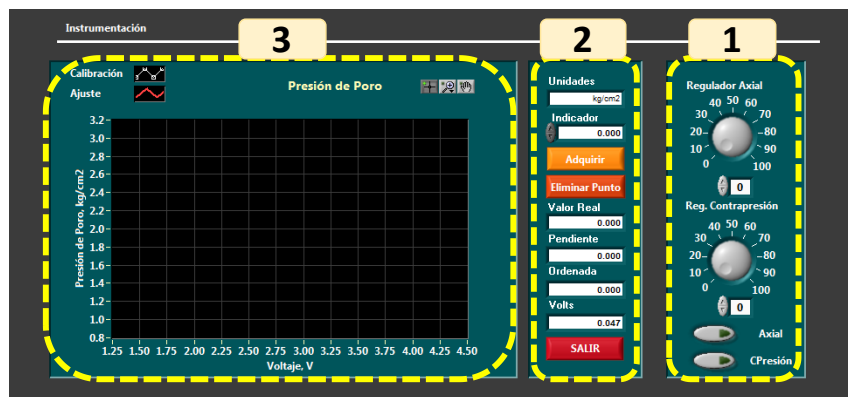 Instrumentación
3
2
1
Calibración
Ajuste
Presión de Poro
3.2
3.0
2.8
2.6
2.4
2.2
2.0
1.8
1.6
1.4
1.2
1.0
0.8
Presión de Poro, kg/cm2
1.25 1.50 1.75 2.00 2.25 2.50 2.75 3.00 3.25 3.50 3.75 4.00 4.25 4.50
Voltaje, V
Unidades
kg/cm2
Indicador
0.000
Adquirir
Eliminar Punto
Valor Real
0.000
Pendiente
0.000
Ordenada
0.000
Volts
0.047
SALIR
Regulador Axial
0 10 20 30 40 50 60 70 80 90 100
0
Reg. Contrapresión
0 10 20 30 40 50 60 70 80 90 100
0
Axial
CPresión